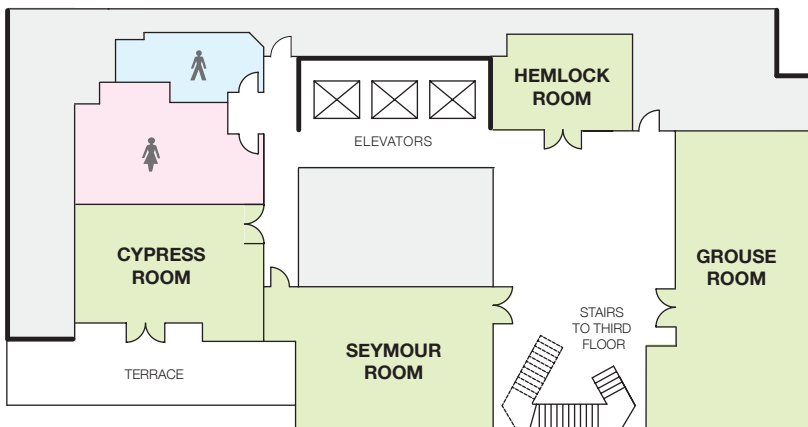 HEMLOCK
ROOM
ELEVATORS
CYPRESS
ROOM
GROUSE
ROOM
STAIRS
TO THIRD
FLOOR
SEYMOUR
ROOM
TERRACE